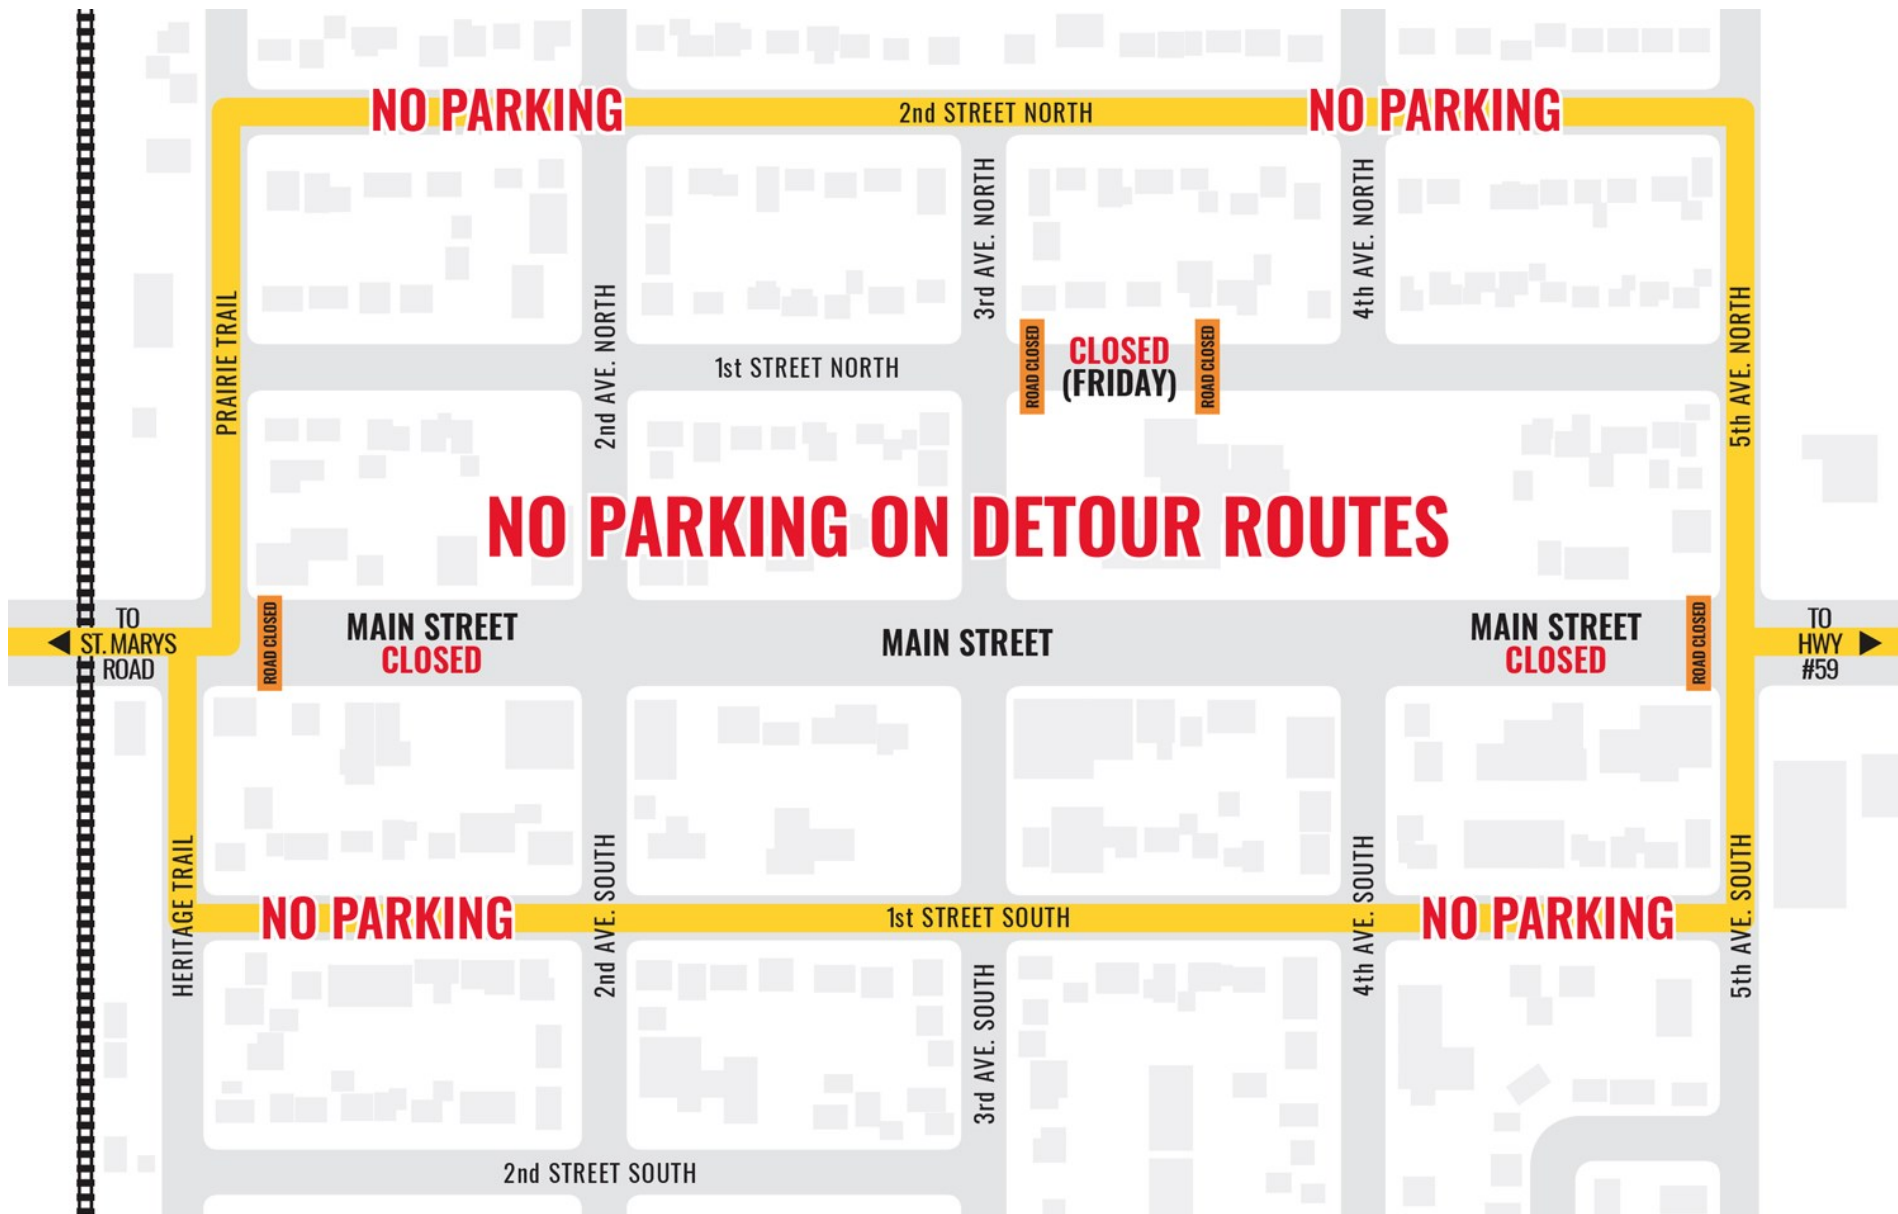 NO PARKING
2nd STREET NORTH
NO PARKING
3rd AVE. NORTH
4th AVE. NORTH
PRAIRIE TRAIL
2nd AVE. NORTH
5th AVE. NORTH
1st STREET NORTH
ROAD CLOSED
CLOSED
(FRIDAY)
ROAD CLOSED
NO PARKING ON DETOUR ROUTES
TO
ST. MARYS
ROAD
ROAD CLOSED
MAIN STREET
CLOSED
MAIN STREET
MAIN STREET
CLOSED
ROAD CLOSED
TO
HWY
#59
HERITAGE TRAIL
NO PARKING
2nd AVE. SOUTH
1st STREET SOUTH
4th AVE. SOUTH
NO PARKING
5th AVE. SOUTH
3rd AVE. SOUTH
2nd STREET SOUTH